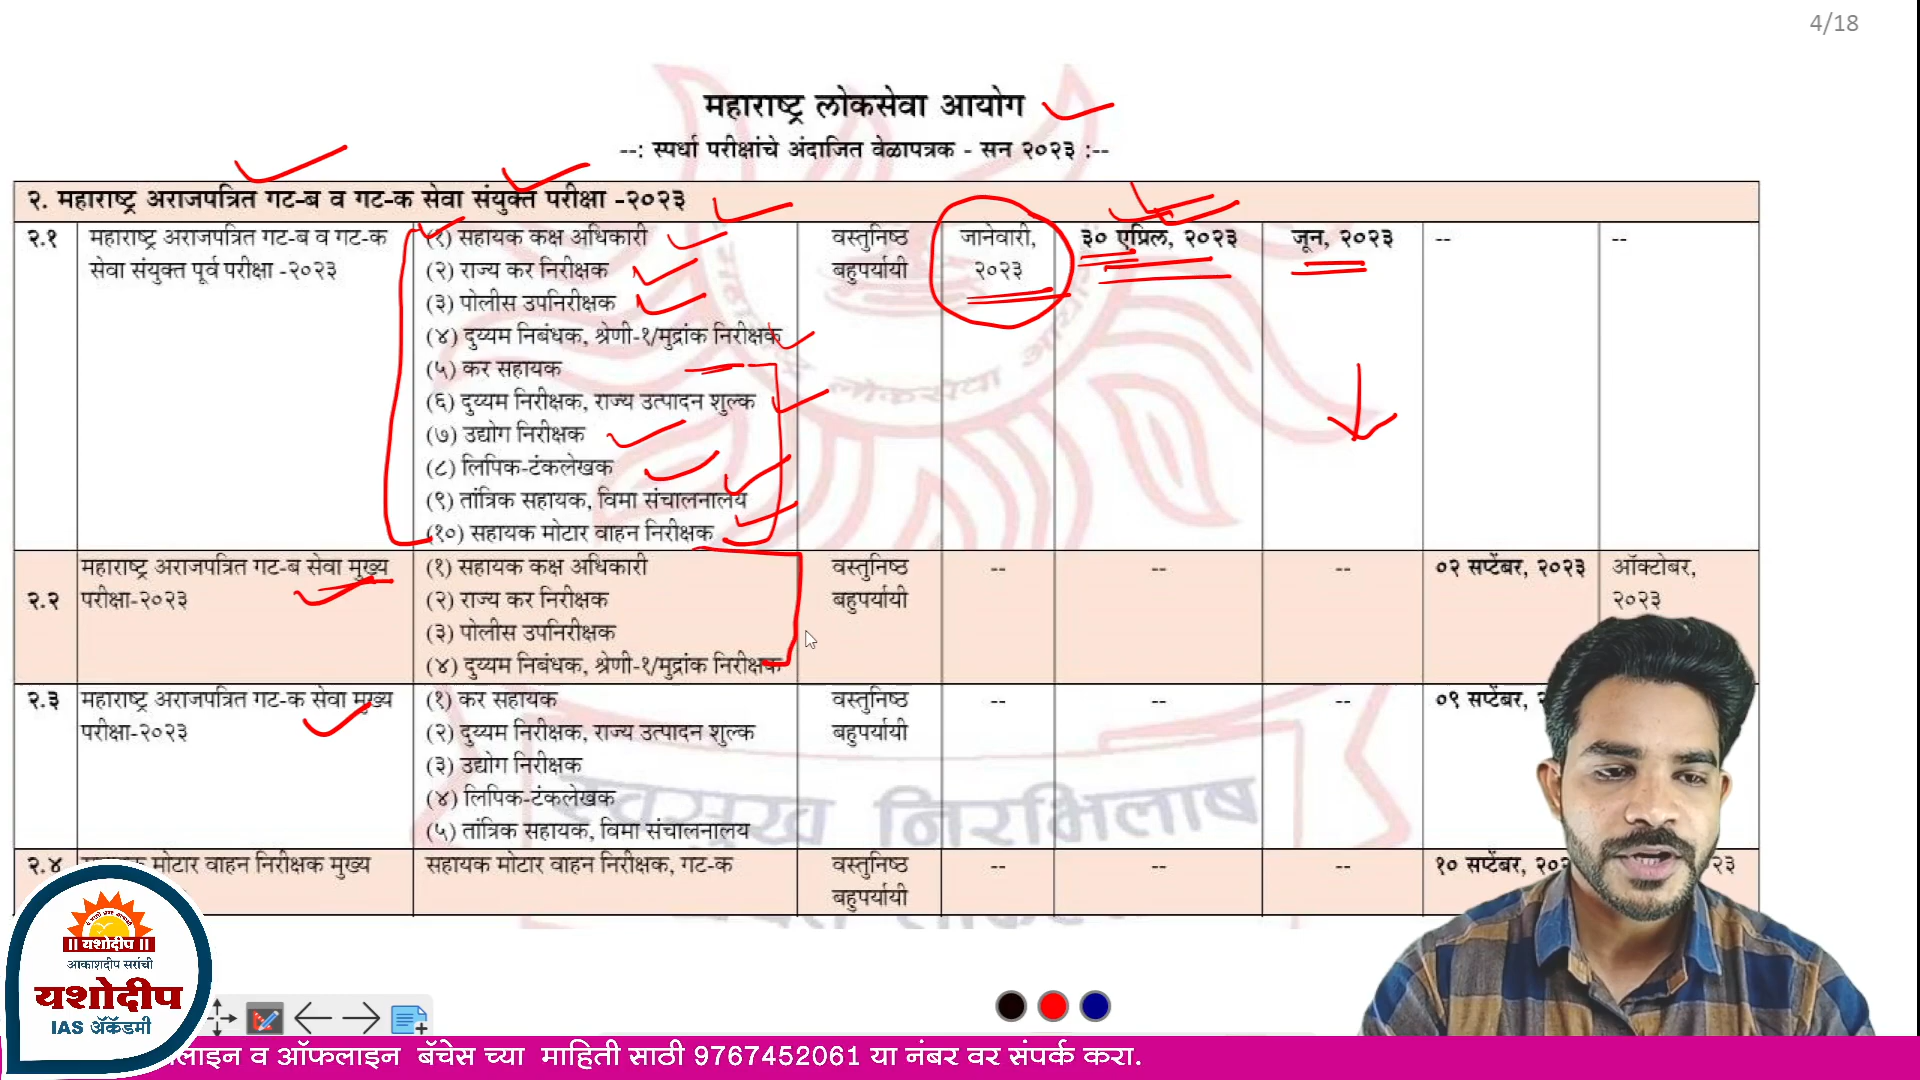 4/18
महाराष्ट्र लोकसेवा आयोग
--: स्पर्धा परीक्षांचे अंदाजित वेळापत्रक - सन २०२३ :--
२. महाराष्ट्र अराजपत्रित गट-ब व गट-क सेवा संयुक्त परीक्षा -२०२३
२.१ महाराष्ट्र अराजपत्रित गट-ब व गट-क (१) सहायक कक्ष अधिकारी वस्तुनिष्ठ जानेवारी, ३० एप्रिल, २०२३ जून, २०२३ -- --
सेवा संयुक्त पूर्व परीक्षा -२०२३ (२) राज्य कर निरीक्षक बहुपर्यायी २०२३
(३) पोलीस उपनिरीक्षक
(४) दुय्यम निबंधक, श्रेणी-१/मुद्रांक निरीक्षक
(५) कर सहायक
(६) दुय्यम निरीक्षक, राज्य उत्पादन शुल्क
(७) उद्योग निरीक्षक
(८) लिपिक-टंकलेखक
(९) तांत्रिक सहायक, विमा संचालनालय
(१०) सहायक मोटार वाहन निरीक्षक
महाराष्ट्र अराजपत्रित गट-ब सेवा मुख्य (१) सहायक कक्ष अधिकारी वस्तुनिष्ठ -- -- -- ०२ सप्टेंबर, २०२३ ऑक्टोबर,
२.२ परीक्षा-२०२३ (२) राज्य कर निरीक्षक बहुपर्यायी २०२३
(३) पोलीस उपनिरीक्षक
(४) दुय्यम निबंधक, श्रेणी-१/मुद्रांक निरीक्षक
२.३ महाराष्ट्र अराजपत्रित गट-क सेवा मुख्य (१) कर सहायक वस्तुनिष्ठ -- -- -- ०९ सप्टेंबर,
परीक्षा-२०२३ (२) दुय्यम निरीक्षक, राज्य उत्पादन शुल्क बहुपर्यायी
(३) उद्योग निरीक्षक
(४) लिपिक-टंकलेखक
(५) तांत्रिक सहायक, विमा संचालनालय
२.४ मोटार वाहन निरीक्षक मुख्य सहायक मोटार वाहन निरीक्षक, गट-क वस्तुनिष्ठ -- -- -- १० सप्टेंबर,
बहुपर्यायी
स्वसुख निरभिलाष
॥ यशोदीप ॥
आकाशदीप सरांची
यशोदीप
IAS ॲकॅडमी
लाइन व ऑफलाइन बॅचेस च्या माहिती साठी 9767452061 या नंबर वर संपर्क करा.